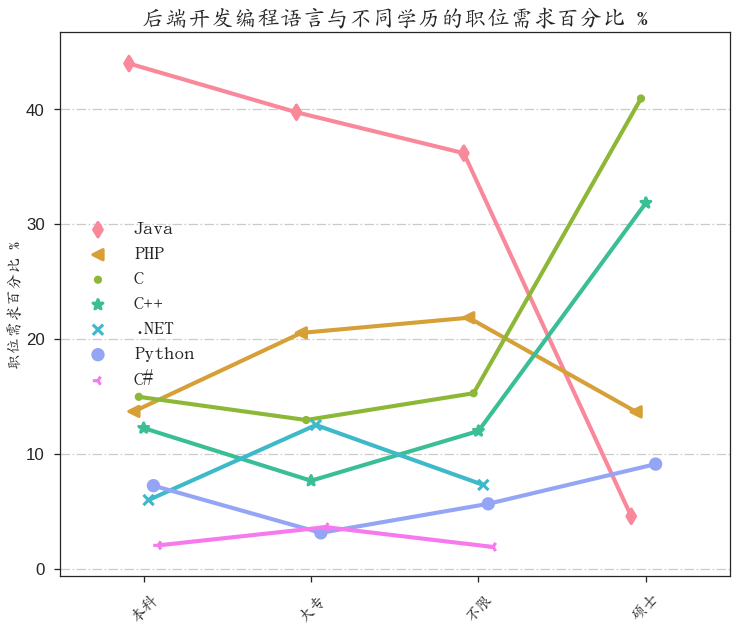 后端开发编程语言与不同学历的职位需求百分比 %
职位需求百分比 %
40
30
20
10
0
Java
PHP
C
C++
.NET
Python
C#
本科
大专
不限
硕士